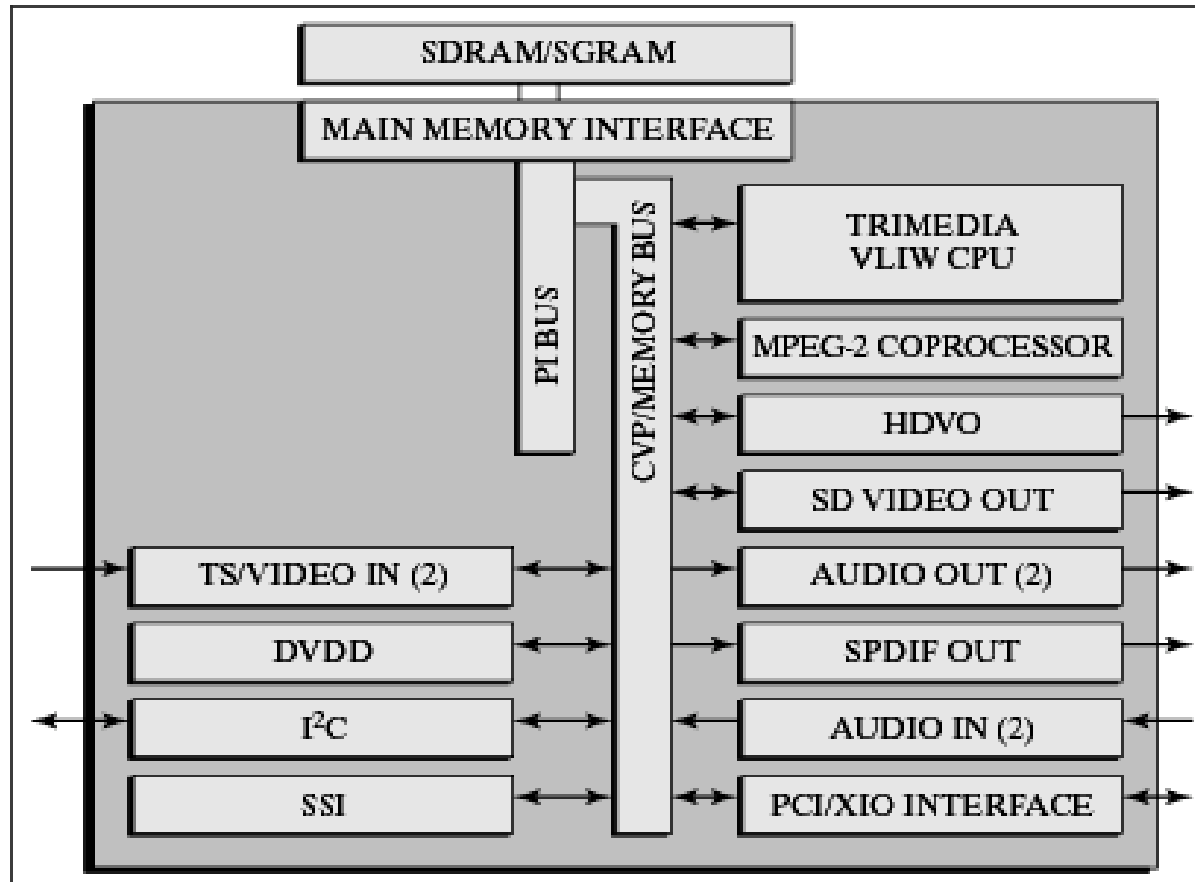 SDRAM/SGRAM
MAIN MEMORY INTERFACE
PI BUS
CVP/MEMORY BUS
TRIMEDIA
VLIW CPU
MPEG-2 COPROCESSOR
HDVO
SD VIDEO OUT
TS/VIDEO IN (2)
AUDIO OUT (2)
DVDD
SPDIF OUT
I²C
AUDIO IN (2)
SSI
PCI/XIO INTERFACE